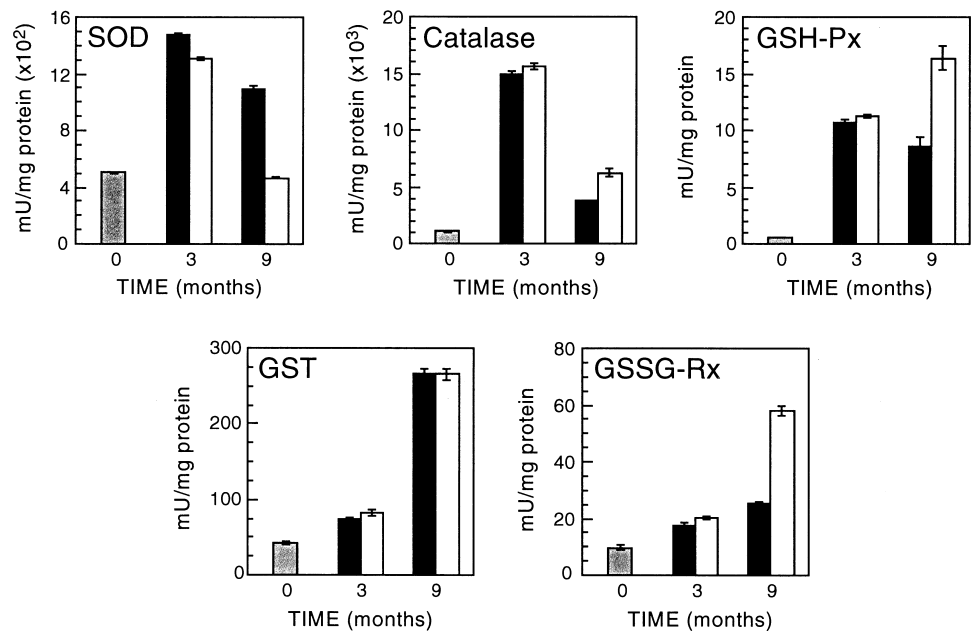 SOD
mU/mg protein (x10²)
16
12
8
4
0
0 3 9
TIME (months)
Catalase
mU/mg protein (x10³)
20
15
10
5
0
0 3 9
TIME (months)
GSH-Px
mU/mg protein
20
15
10
5
0
0 3 9
TIME (months)
GST
mU/mg protein
300
200
100
0
0 3 9
TIME (months)
GSSG-Rx
mU/mg protein
80
60
40
20
0
0 3 9
TIME (months)